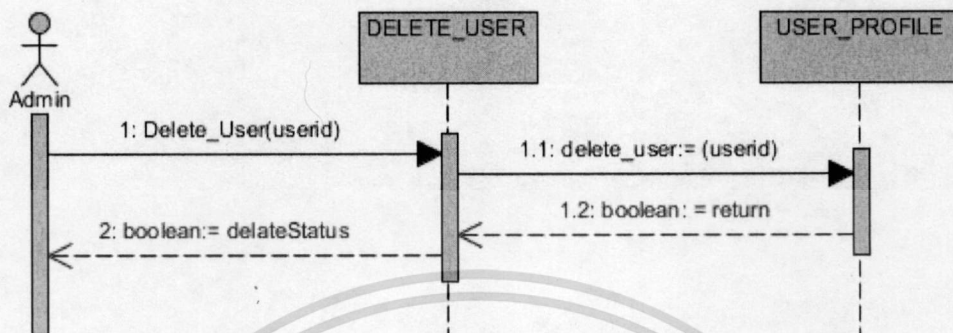 DELETE_USER
USER_PROFILE
Admin
1: Delete_User(userid)
1.1: delete_user:= (userid)
1.2: boolean: = return
2: boolean:= delateStatus